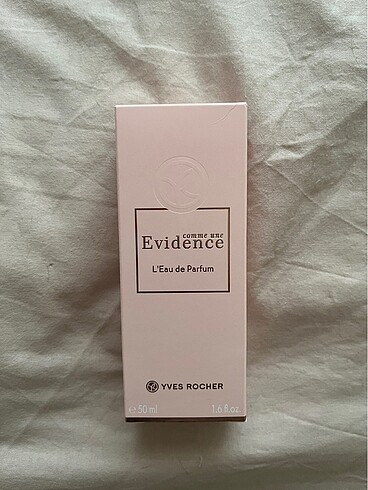 comme une
Evidence
L'Eau de Parfum
YVES ROCHER
℮ 50 ml 1.6 fl.oz.